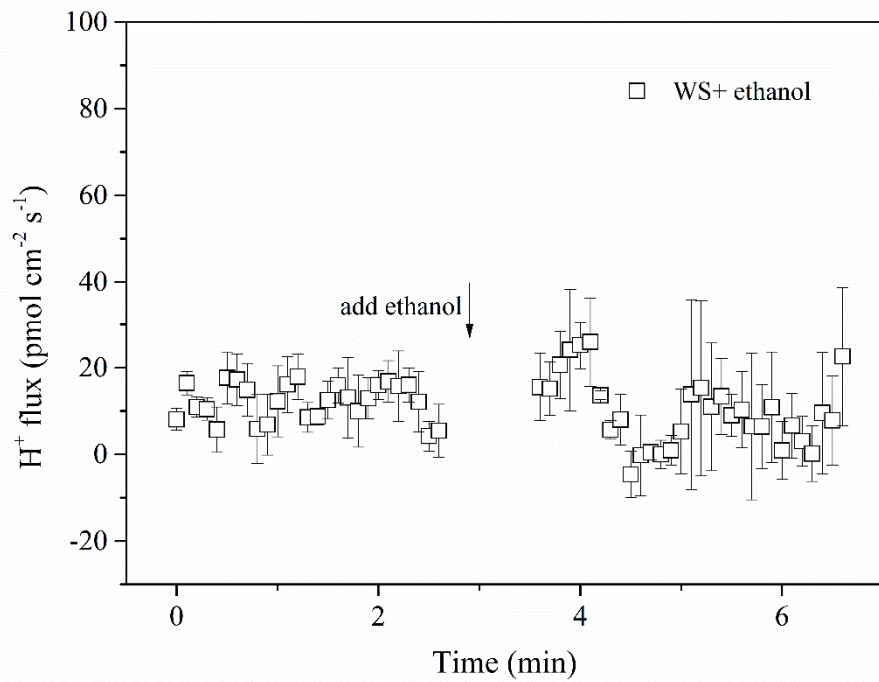 100
80
60
40
20
0
-20
H⁺ flux (pmol cm⁻² s⁻¹)
WS+ ethanol
add ethanol
0 2 4 6
Time (min)